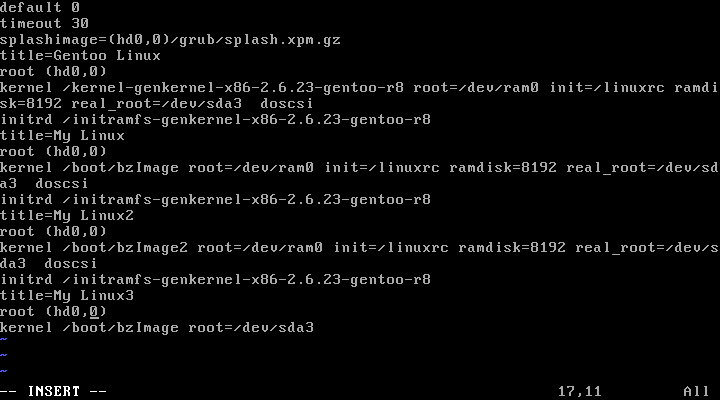 default 0
timeout 30
splashimage=(hd0,0)/grub/splash.xpm.gz
title=Gentoo Linux
root (hd0,0)
kernel /kernel-genkernel-x86-2.6.23-gentoo-r8 root=/dev/ram0 init=/linuxrc ramdi
sk=8192 real_root=/dev/sda3  doscsi
initrd /initramfs-genkernel-x86-2.6.23-gentoo-r8
title=My Linux
root (hd0,0)
kernel /boot/bzImage root=/dev/ram0 init=/linuxrc ramdisk=8192 real_root=/dev/sd
a3  doscsi
initrd /initramfs-genkernel-x86-2.6.23-gentoo-r8
title=My Linux2
root (hd0,0)
kernel /boot/bzImage2 root=/dev/ram0 init=/linuxrc ramdisk=8192 real_root=/dev/s
da3  doscsi
initrd /initramfs-genkernel-x86-2.6.23-gentoo-r8
title=My Linux3
root (hd0,0)
kernel /boot/bzImage root=/dev/sda3
~
~
~
-- INSERT -- 17,11 All